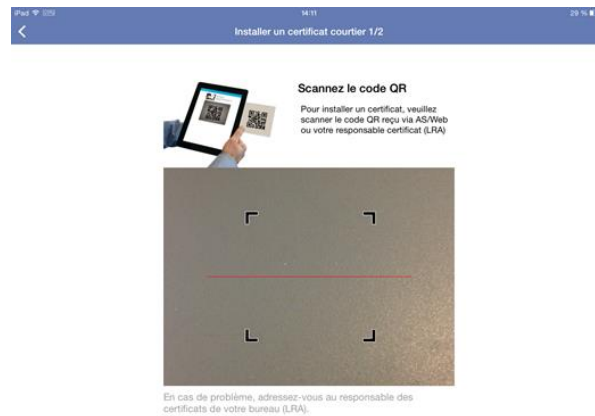 iPad
14:11
29 %
Installer un certificat courtier 1/2
Scannez le code QR
Pour installer un certificat, veuillez
scanner le code QR reçu via AS/Web
ou votre responsable certificat (LRA)
En cas de problème, adressez-vous au responsable des
certificats de votre bureau (LRA).